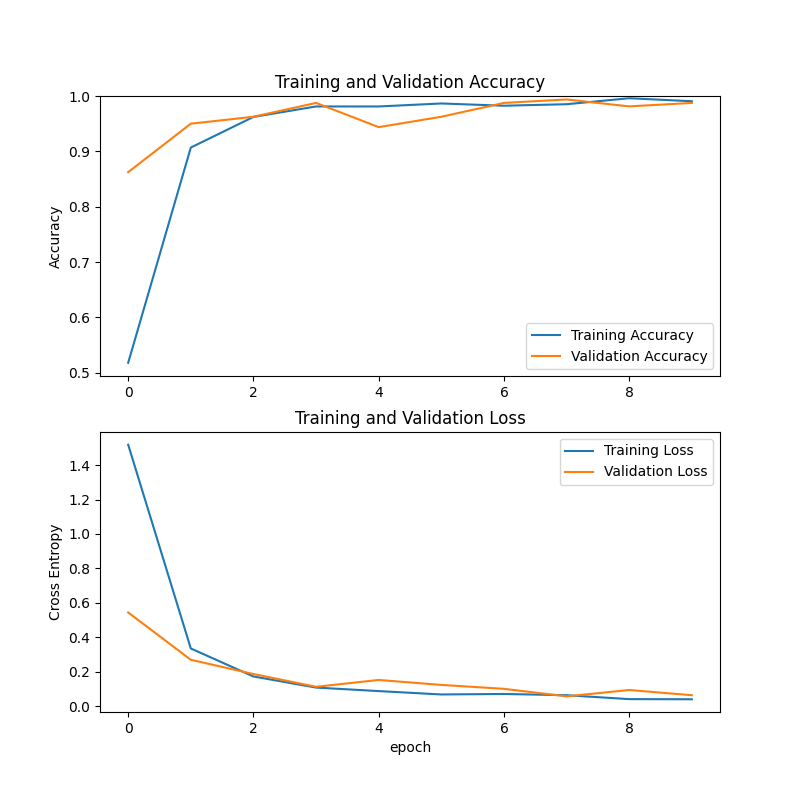 Training and Validation Accuracy
1.0
0.9
0.8
0.7
0.6
0.5
Accuracy
Training Accuracy
Validation Accuracy
0 2 4 6 8
Training and Validation Loss
1.4
1.2
1.0
0.8
0.6
0.4
0.2
0.0
Cross Entropy
Training Loss
Validation Loss
0 2 4 6 8
epoch